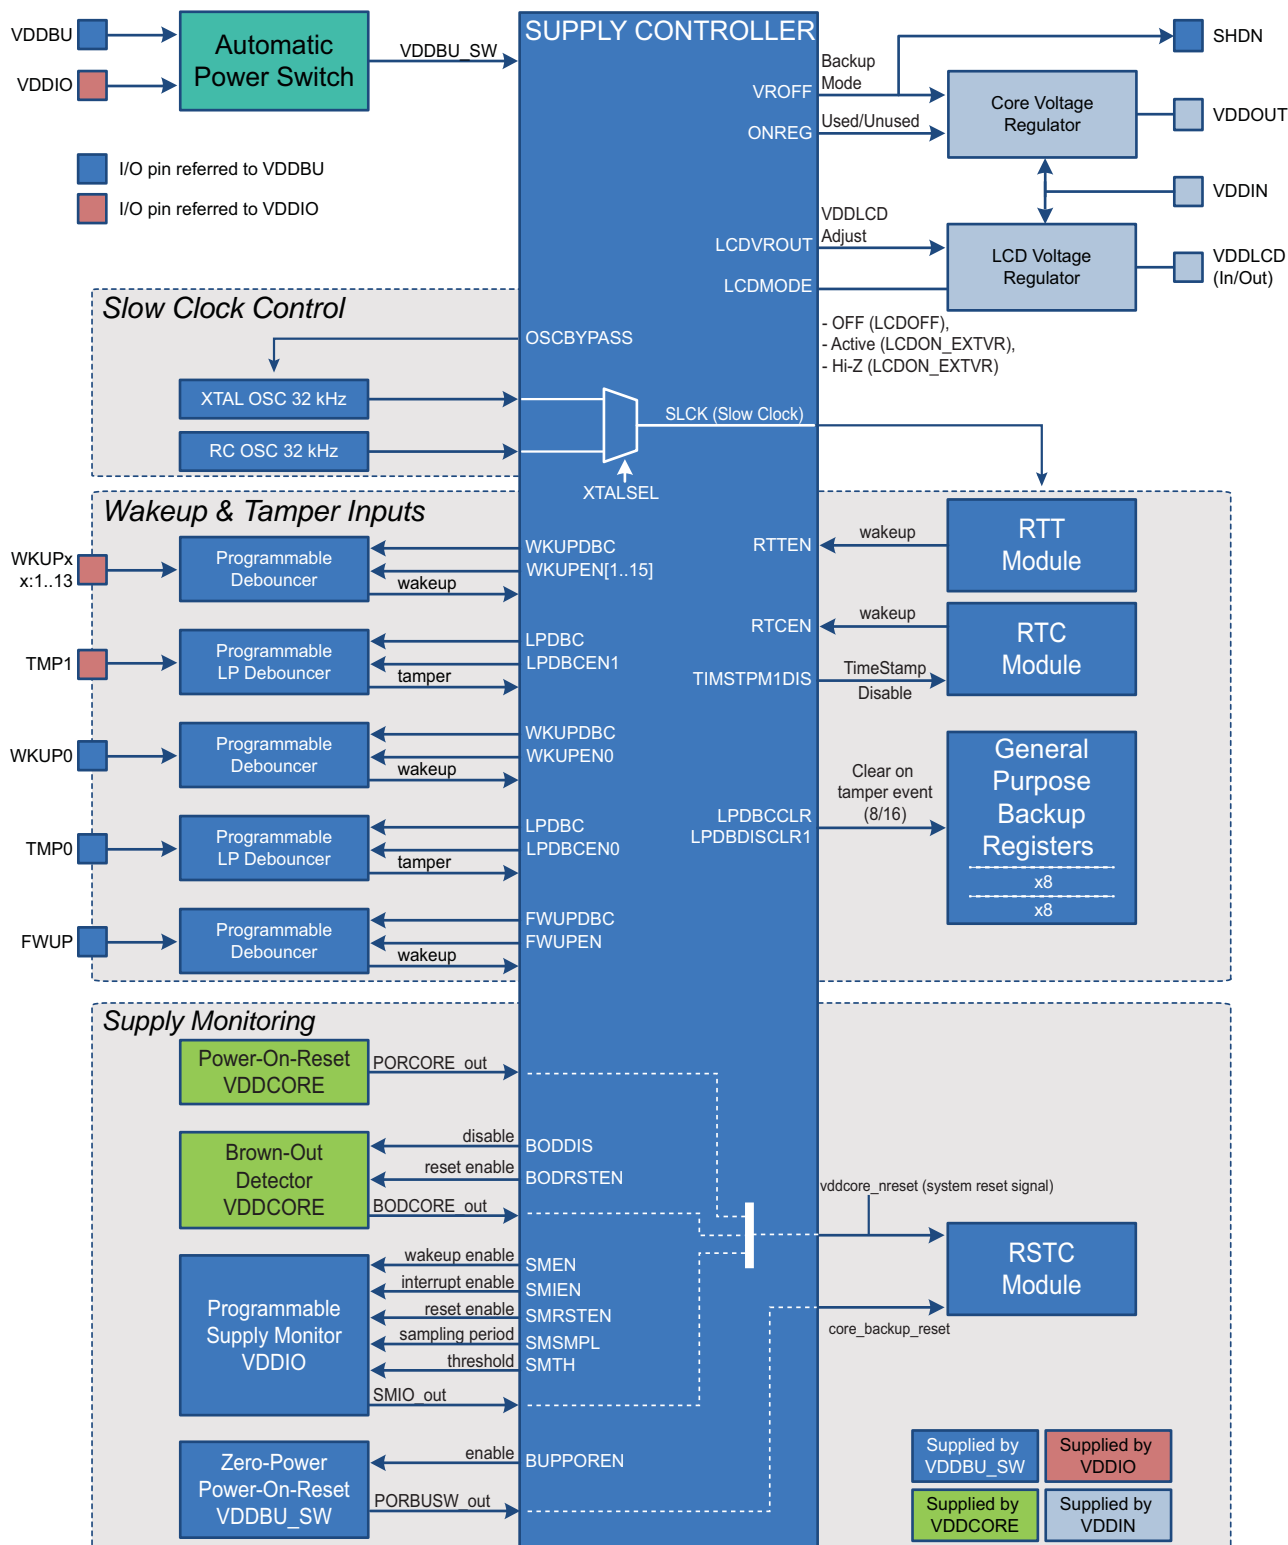 VDDBU
VDDIO
Automatic
Power Switch
VDDBU_SW
SUPPLY CONTROLLER
I/O pin referred to VDDBU
I/O pin referred to VDDIO
VROFF
Backup
Mode
ONREG
Used/Unused
Core Voltage
Regulator
SHDN
VDDOUT
VDDIN
LCDVROUT
VDDLCD
Adjust
LCDMODE
LCD Voltage
Regulator
VDDLCD
(In/Out)
- OFF (LCDOFF),
- Active (LCDON_EXTVR),
- Hi-Z (LCDON_EXTVR)
Slow Clock Control
OSCBYPASS
XTAL OSC 32 kHz
RC OSC 32 kHz
SLCK (Slow Clock)
XTALSEL
Wakeup & Tamper Inputs
WKUPx
x:1..13
Programmable
Debouncer
WKUPDBC
WKUPEN[1..15]
wakeup
TMP1
Programmable
LP Debouncer
LPDBC
LPDBCEN1
tamper
WKUP0
Programmable
Debouncer
WKUPDBC
WKUPEN0
wakeup
TMP0
Programmable
LP Debouncer
LPDBC
LPDBCEN0
tamper
FWUP
Programmable
Debouncer
FWUPDBC
FWUPEN
wakeup
RTTEN
wakeup
RTT
Module
RTCEN
wakeup
TIMSTPM1DIS
TimeStamp
Disable
RTC
Module
LPDBCCLR
LPDBDISCLR1
Clear on
tamper event
(8/16)
General
Purpose
Backup
Registers
x8
x8
Supply Monitoring
Power-On-Reset
VDDCORE
PORCORE_out
Brown-Out
Detector
VDDCORE
disable
BODDIS
reset enable
BODRSTEN
BODCORE_out
Programmable
Supply Monitor
VDDIO
wakeup enable
SMEN
interrupt enable
SMIEN
reset enable
SMRSTEN
sampling period
SMSMPL
threshold
SMTH
SMIO_out
Zero-Power
Power-On-Reset
VDDBU_SW
enable
BUPPOREN
PORBUSW_out
vddcore_nreset (system reset signal)
core_backup_reset
RSTC
Module
Supplied by
VDDBU_SW
Supplied by
VDDIO
Supplied by
VDDCORE
Supplied by
VDDIN